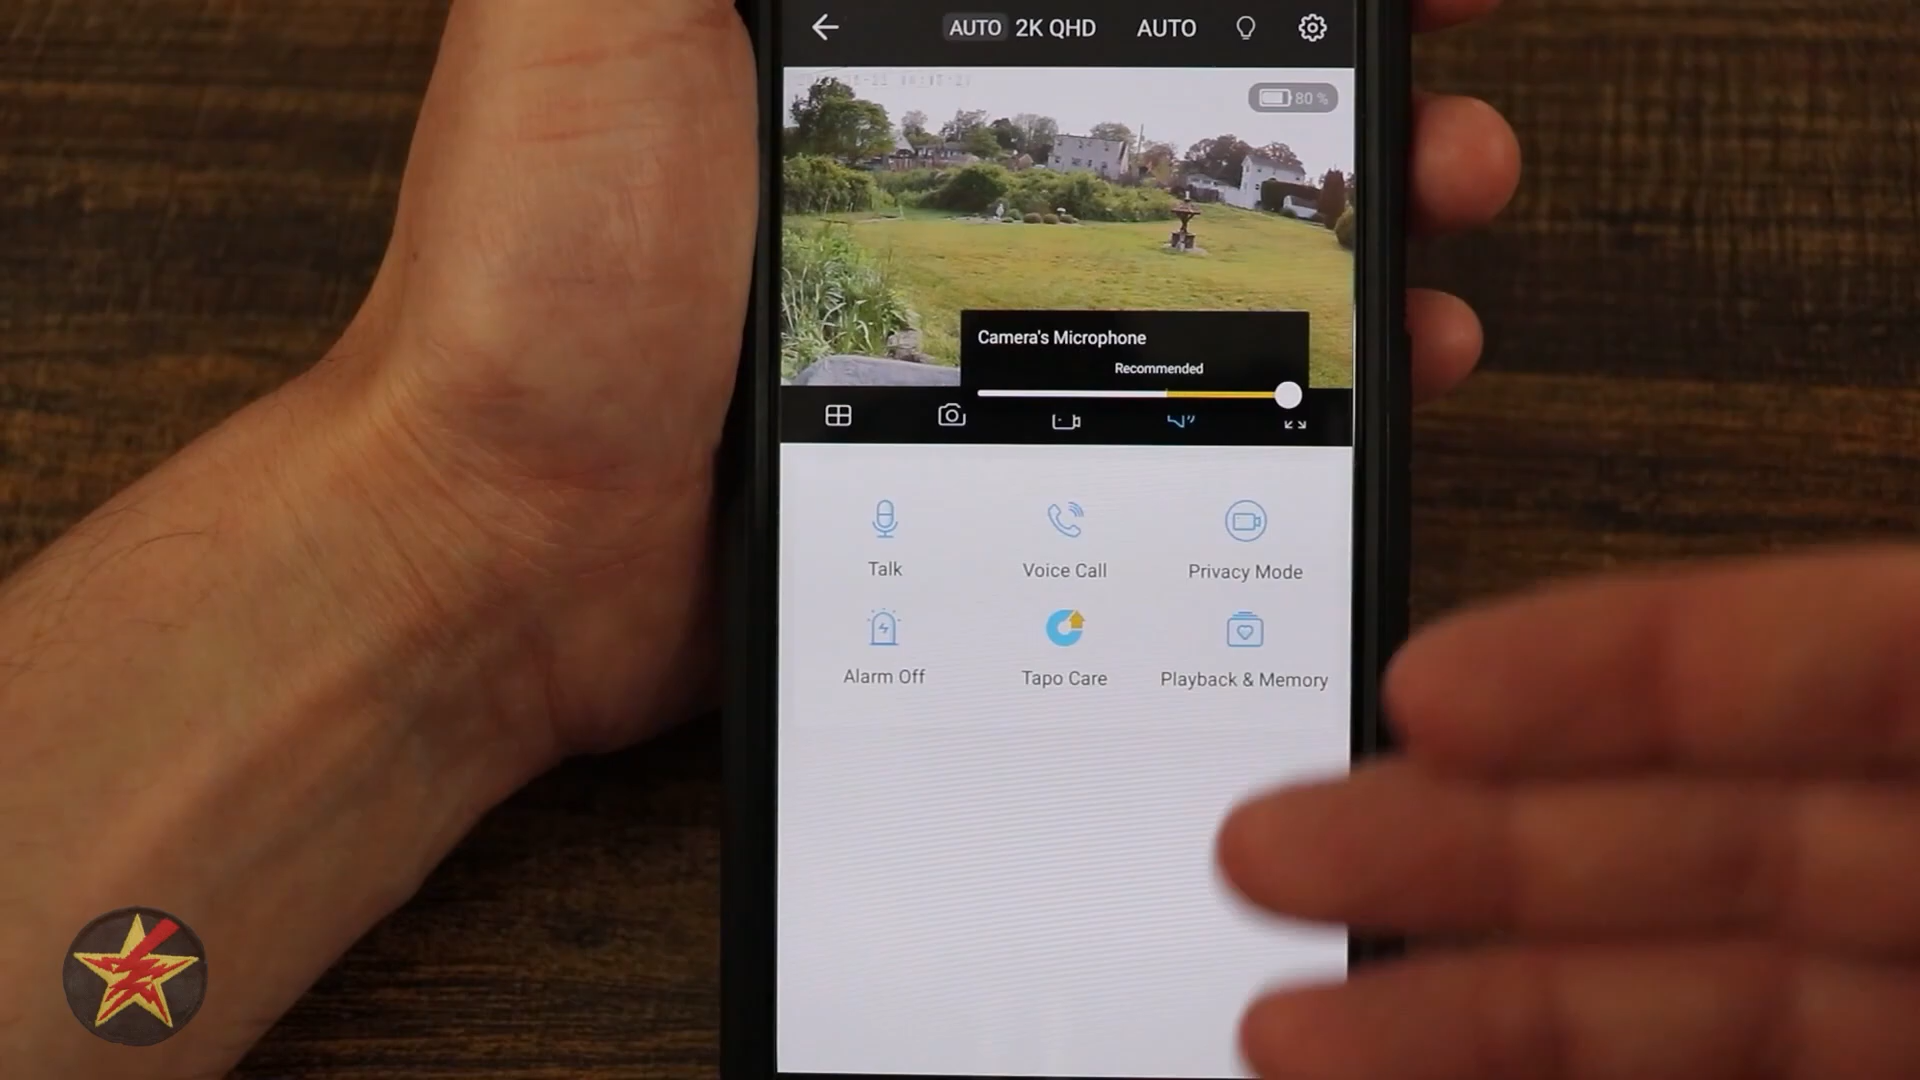 AUTO 2K QHD AUTO
80 %
Camera's Microphone
Recommended
Talk
Voice Call
Privacy Mode
Alarm Off
Tapo Care
Playback & Memory